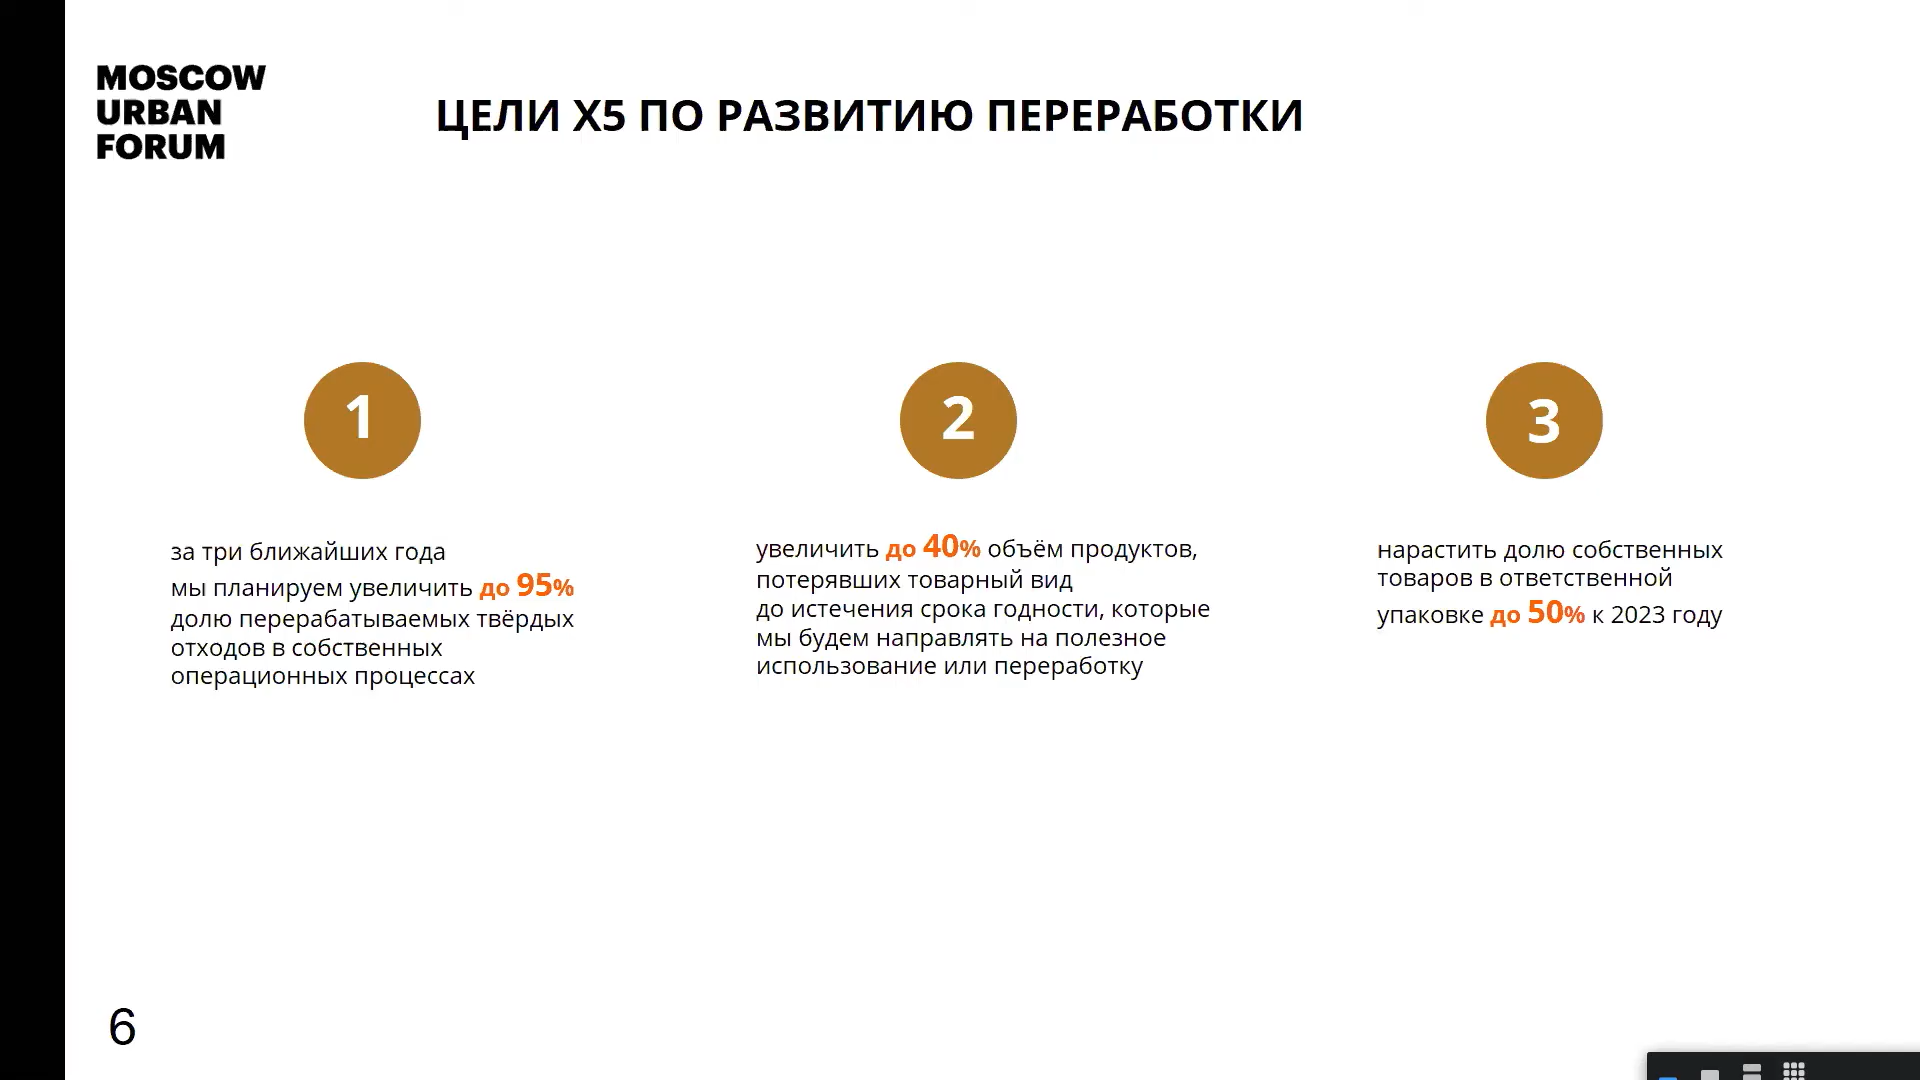 MOSCOW
URBAN
FORUM
ЦЕЛИ X5 ПО РАЗВИТИЮ ПЕРЕРАБОТКИ
1
за три ближайших года
мы планируем увеличить до 95%
долю перерабатываемых твёрдых
отходов в собственных
операционных процессах
2
увеличить до 40% объём продуктов,
потерявших товарный вид
до истечения срока годности, которые
мы будем направлять на полезное
использование или переработку
3
нарастить долю собственных
товаров в ответственной
упаковке до 50% к 2023 году
6